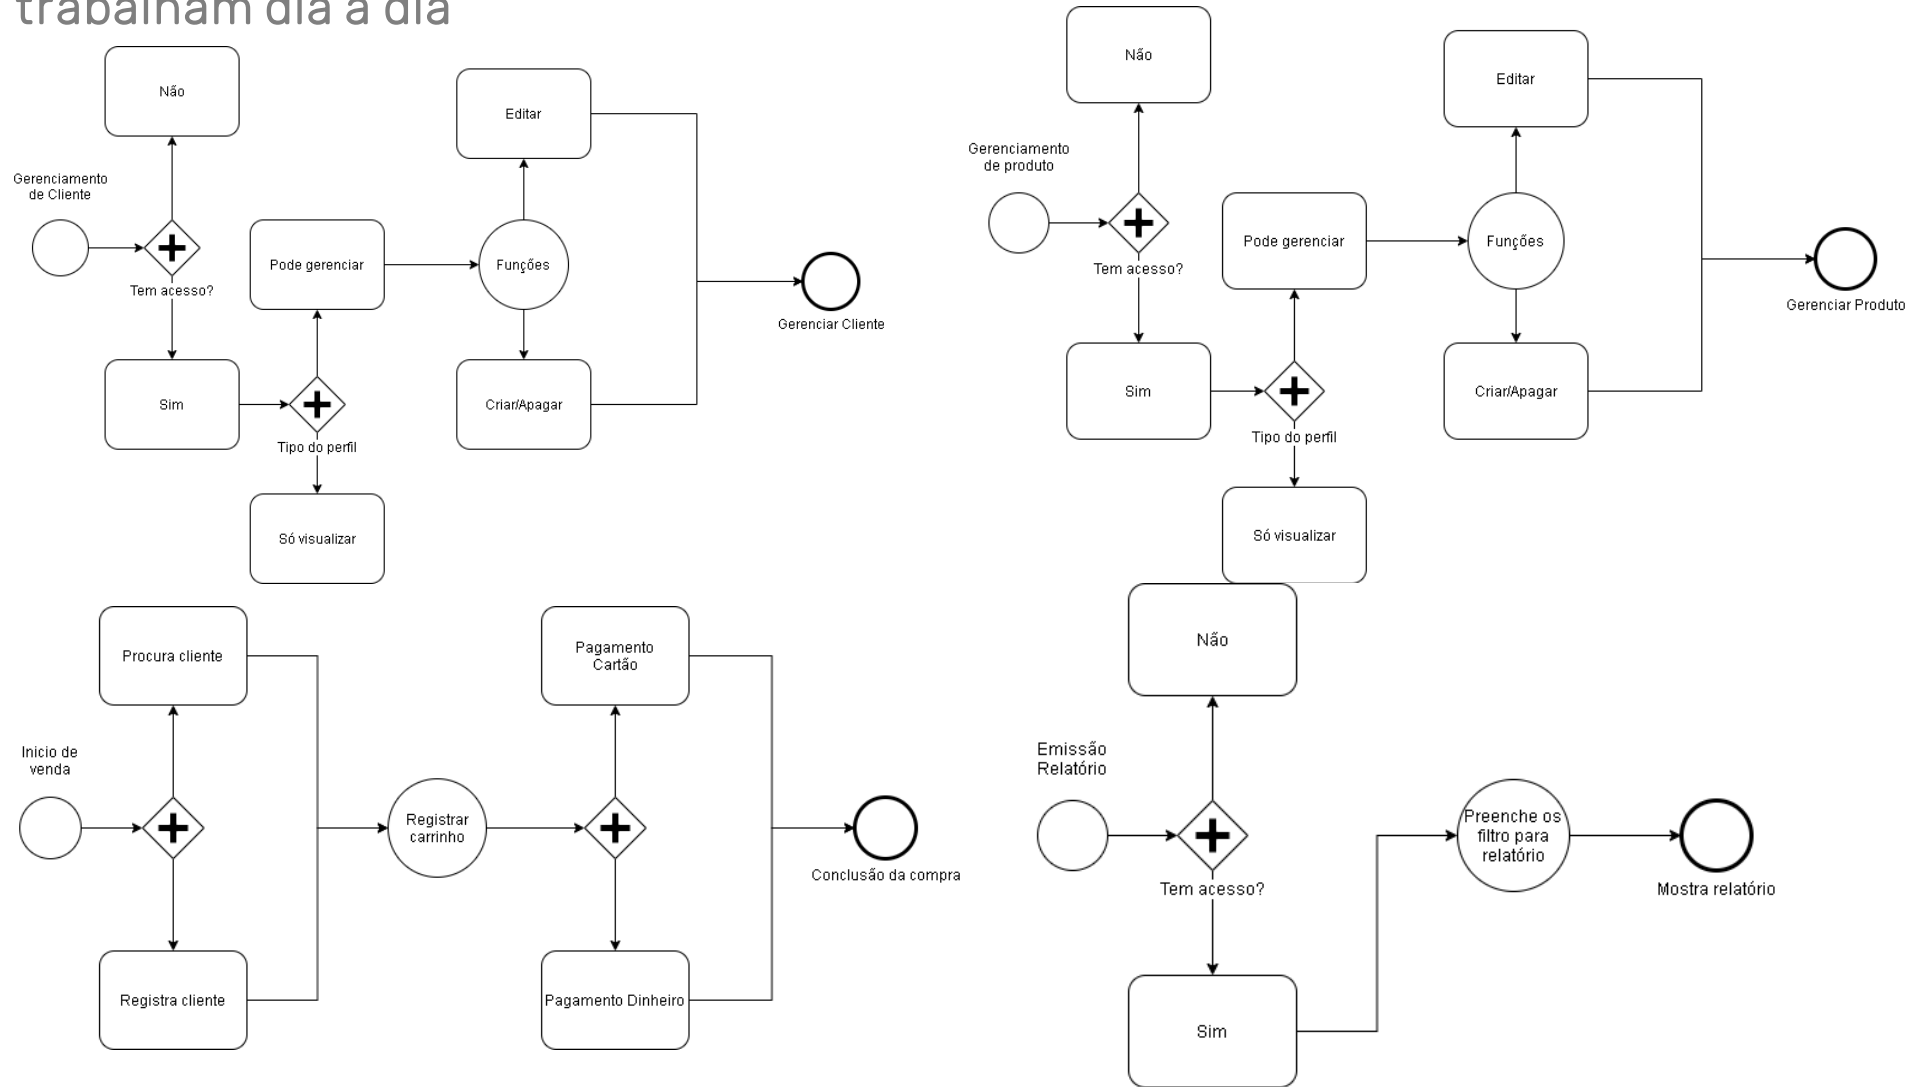 trabalham dia a dia
Não
Gerenciamento
de Cliente
Editar
Pode gerenciar
Funções
Tem acesso?
Gerenciar Cliente
Sim
Criar/Apagar
Tipo do perfil
Só visualizar
Não
Editar
Gerenciamento
de produto
Pode gerenciar
Funções
Tem acesso?
Gerenciar Produto
Sim
Criar/Apagar
Tipo do perfil
Só visualizar
Procura cliente
Pagamento
Cartão
Inicio de
venda
Registrar
carrinho
Conclusão da compra
Registra cliente
Pagamento Dinheiro
Não
Emissão
Relatório
Preenche os
filtro para
relatório
Tem acesso?
Mostra relatório
Sim